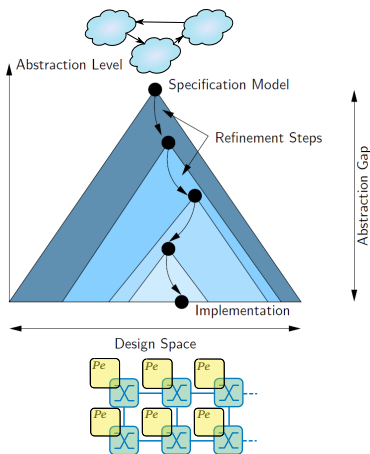 Abstraction Level
Specification Model
Refinement Steps
Abstraction Gap
Implementation
Design Space
Pe Pe Pe
Pe Pe Pe